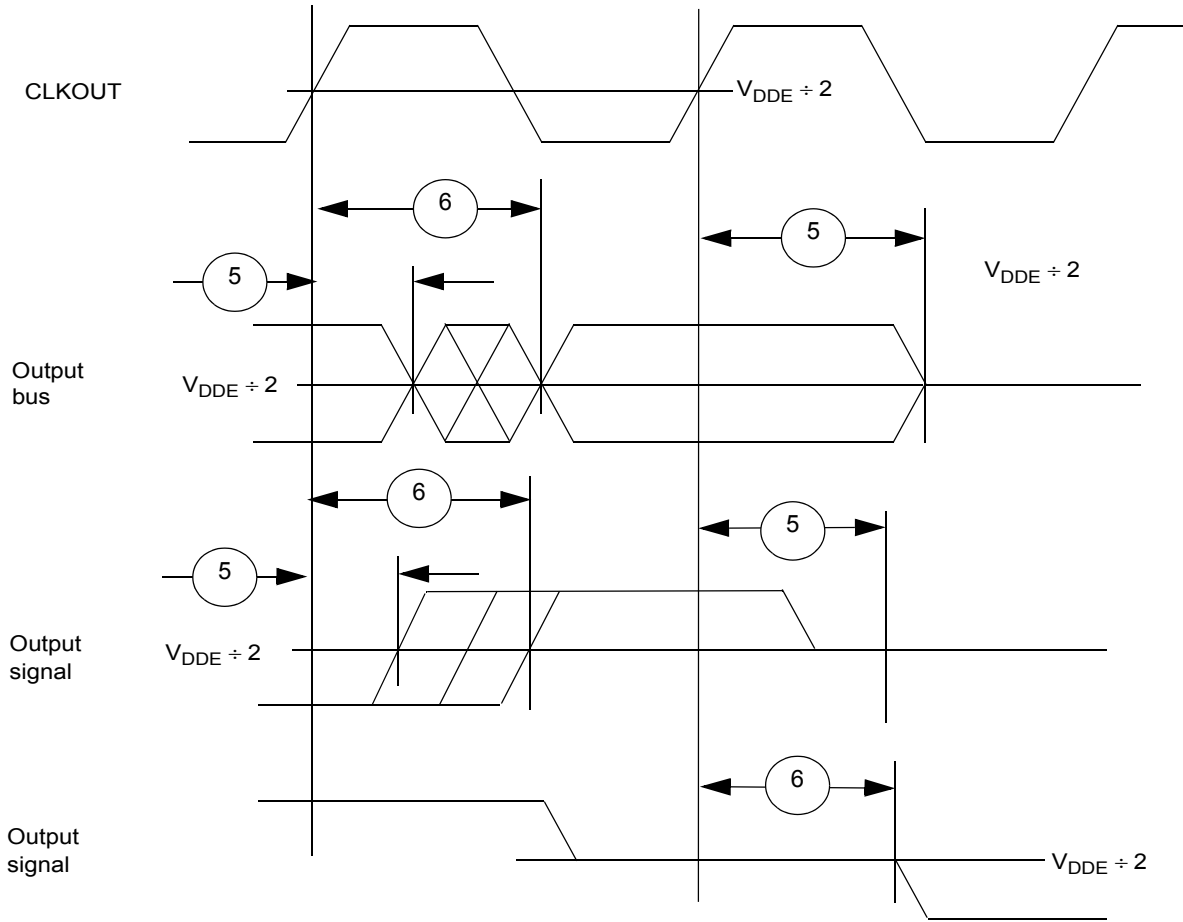 CLKOUT
V_DDE ÷ 2
6
5
5
V_DDE ÷ 2
Output
bus
V_DDE ÷ 2
6
5
5
Output
signal
V_DDE ÷ 2
6
Output
signal
V_DDE ÷ 2